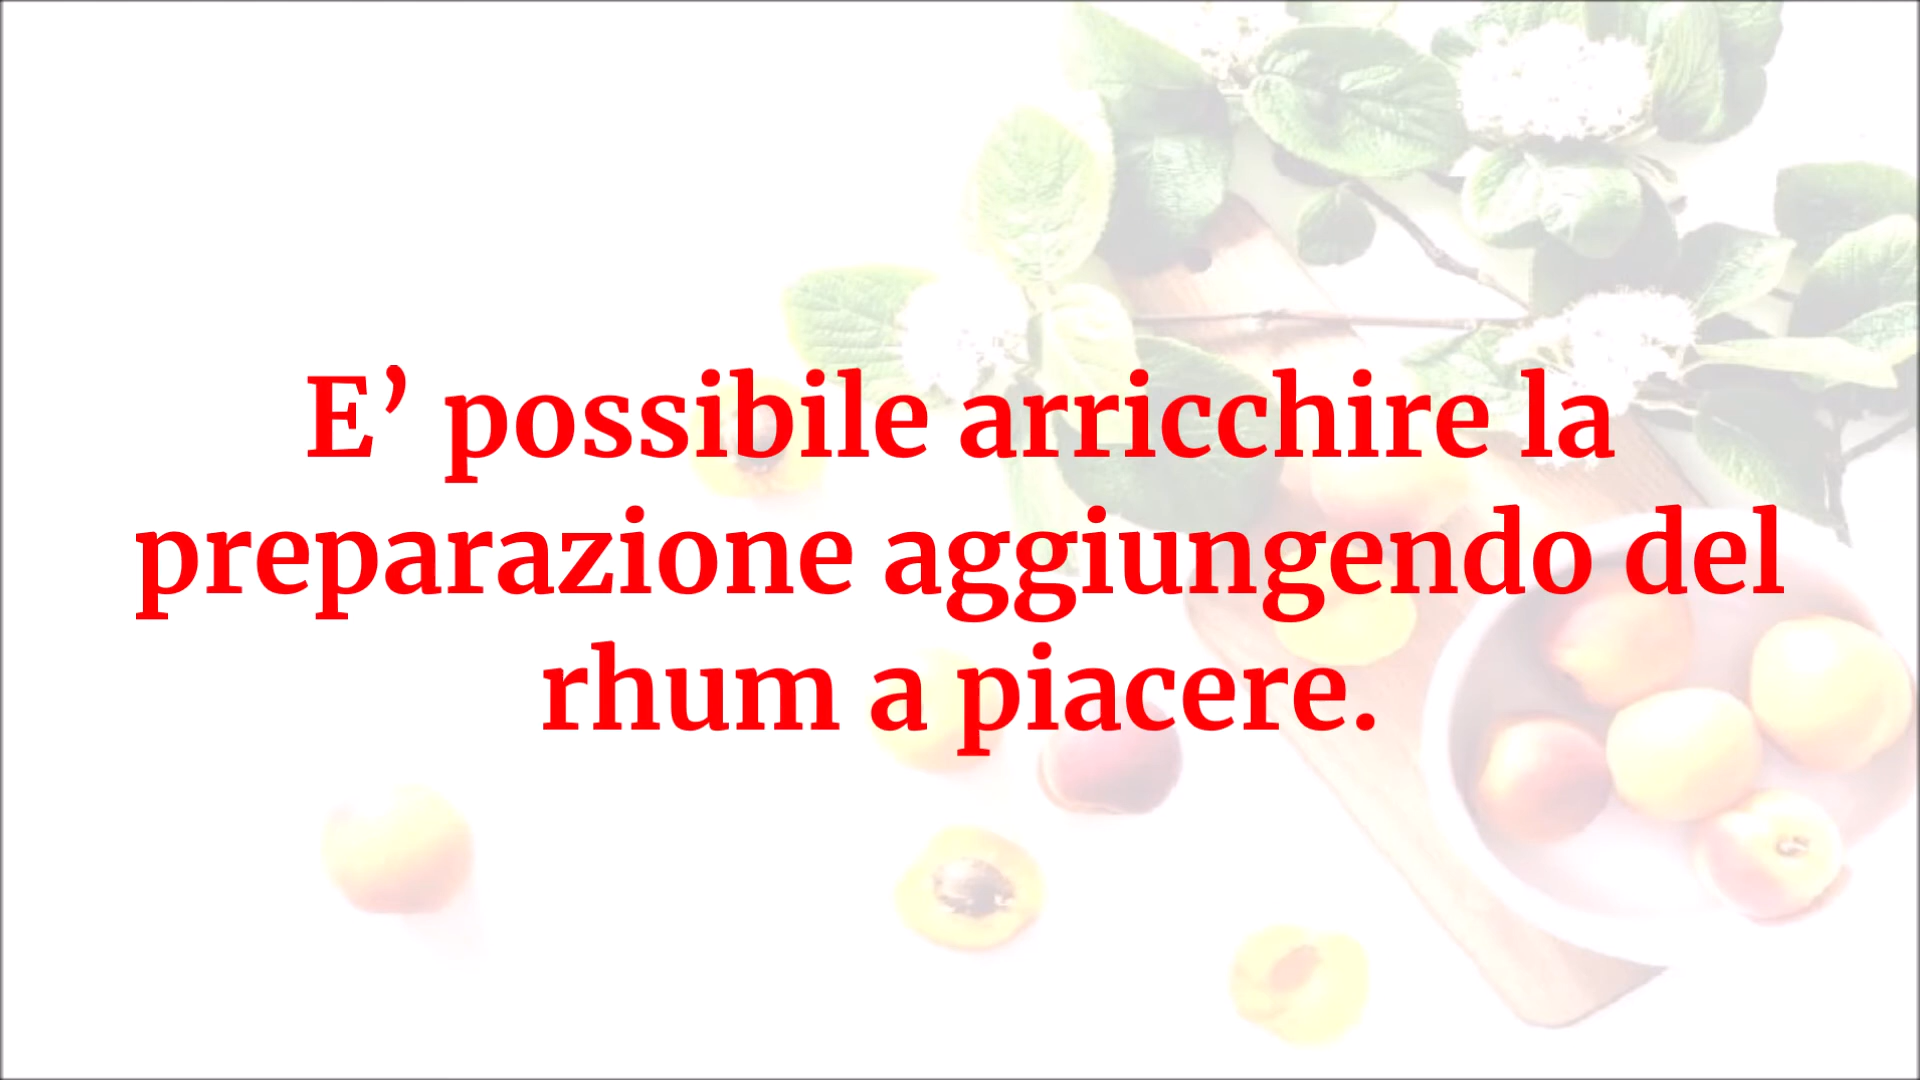 E’ possibile arricchire la
preparazione aggiungendo del
rhum a piacere.